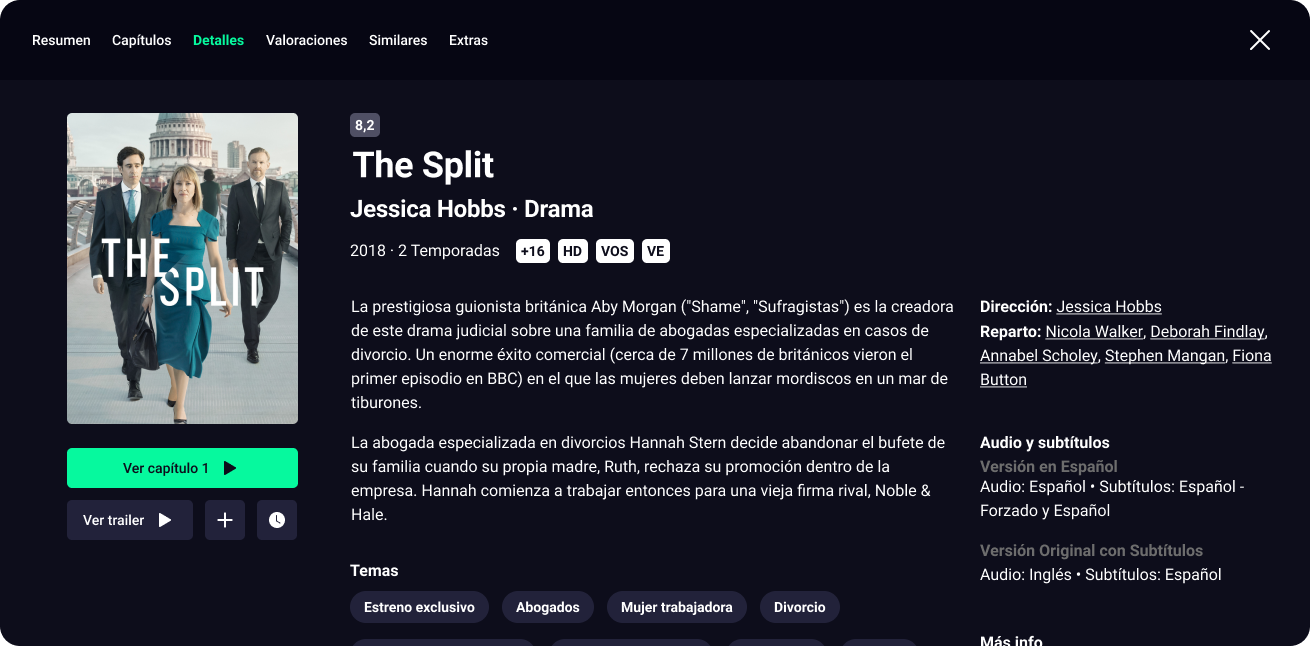 Resumen Capítulos Detalles Valoraciones Similares Extras
THE
SPLIT
Ver capítulo 1
Ver trailer
8,2
The Split
Jessica Hobbs · Drama
2018 · 2 Temporadas +16 HD VOS VE
La prestigiosa guionista británica Aby Morgan ("Shame", "Sufragistas") es la creadora
de este drama judicial sobre una familia de abogadas especializadas en casos de
divorcio. Un enorme éxito comercial (cerca de 7 millones de británicos vieron el
primer episodio en BBC) en el que las mujeres deben lanzar mordiscos en un mar de
tiburones.
La abogada especializada en divorcios Hannah Stern decide abandonar el bufete de
su familia cuando su propia madre, Ruth, rechaza su promoción dentro de la
empresa. Hannah comienza a trabajar entonces para una vieja firma rival, Noble &
Hale.
Temas
Estreno exclusivo Abogados Mujer trabajadora Divorcio
Dirección: Jessica Hobbs
Reparto: Nicola Walker, Deborah Findlay,
Annabel Scholey, Stephen Mangan, Fiona
Button
Audio y subtítulos
Versión en Español
Audio: Español • Subtítulos: Español -
Forzado y Español
Versión Original con Subtítulos
Audio: Inglés • Subtítulos: Español
Más info